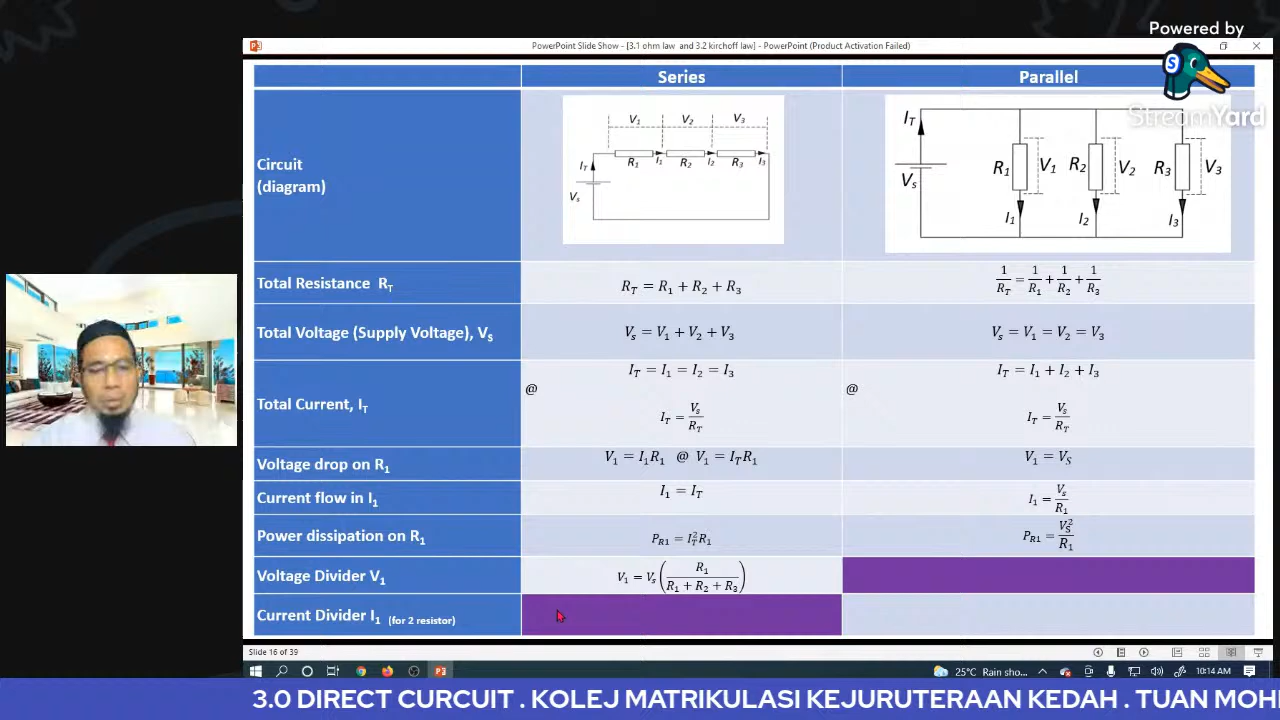 Powered by
StreamYard
PowerPoint Slide Show - [3.1 ohm law and 3.2 kirchoff law] - PowerPoint (Product Activation Failed)
Series
Parallel
Circuit
(diagram)
V1 V2 V3
R1 I1 R2 I2 R3 I3
IT
Vs
IT
Vs
R1 V1 R2 V2 R3 V3
I1 I2 I3
Total Resistance RT
RT = R1 + R2 + R3
1/RT = 1/R1 + 1/R2 + 1/R3
Total Voltage (Supply Voltage), VS
Vs = V1 + V2 + V3
Vs = V1 = V2 = V3
Total Current, IT
IT = I1 = I2 = I3
@
IT = Vs/RT
IT = I1 + I2 + I3
@
IT = Vs/RT
Voltage drop on R1
V1 = I1R1 @ V1 = ITR1
V1 = VS
Current flow in I1
I1 = IT
I1 = Vs/R1
Power dissipation on R1
PR1 = IT²R1
PR1 = VS²/R1
Voltage Divider V1
V1 = Vs (R1/(R1 + R2 + R3))
Current Divider I1 (for 2 resistor)
Slide 16 of 39
25°C Rain sho...
10:14 AM
3.0 DIRECT CURCUIT . KOLEJ MATRIKULASI KEJURUTERAAN KEDAH . TUAN MOH